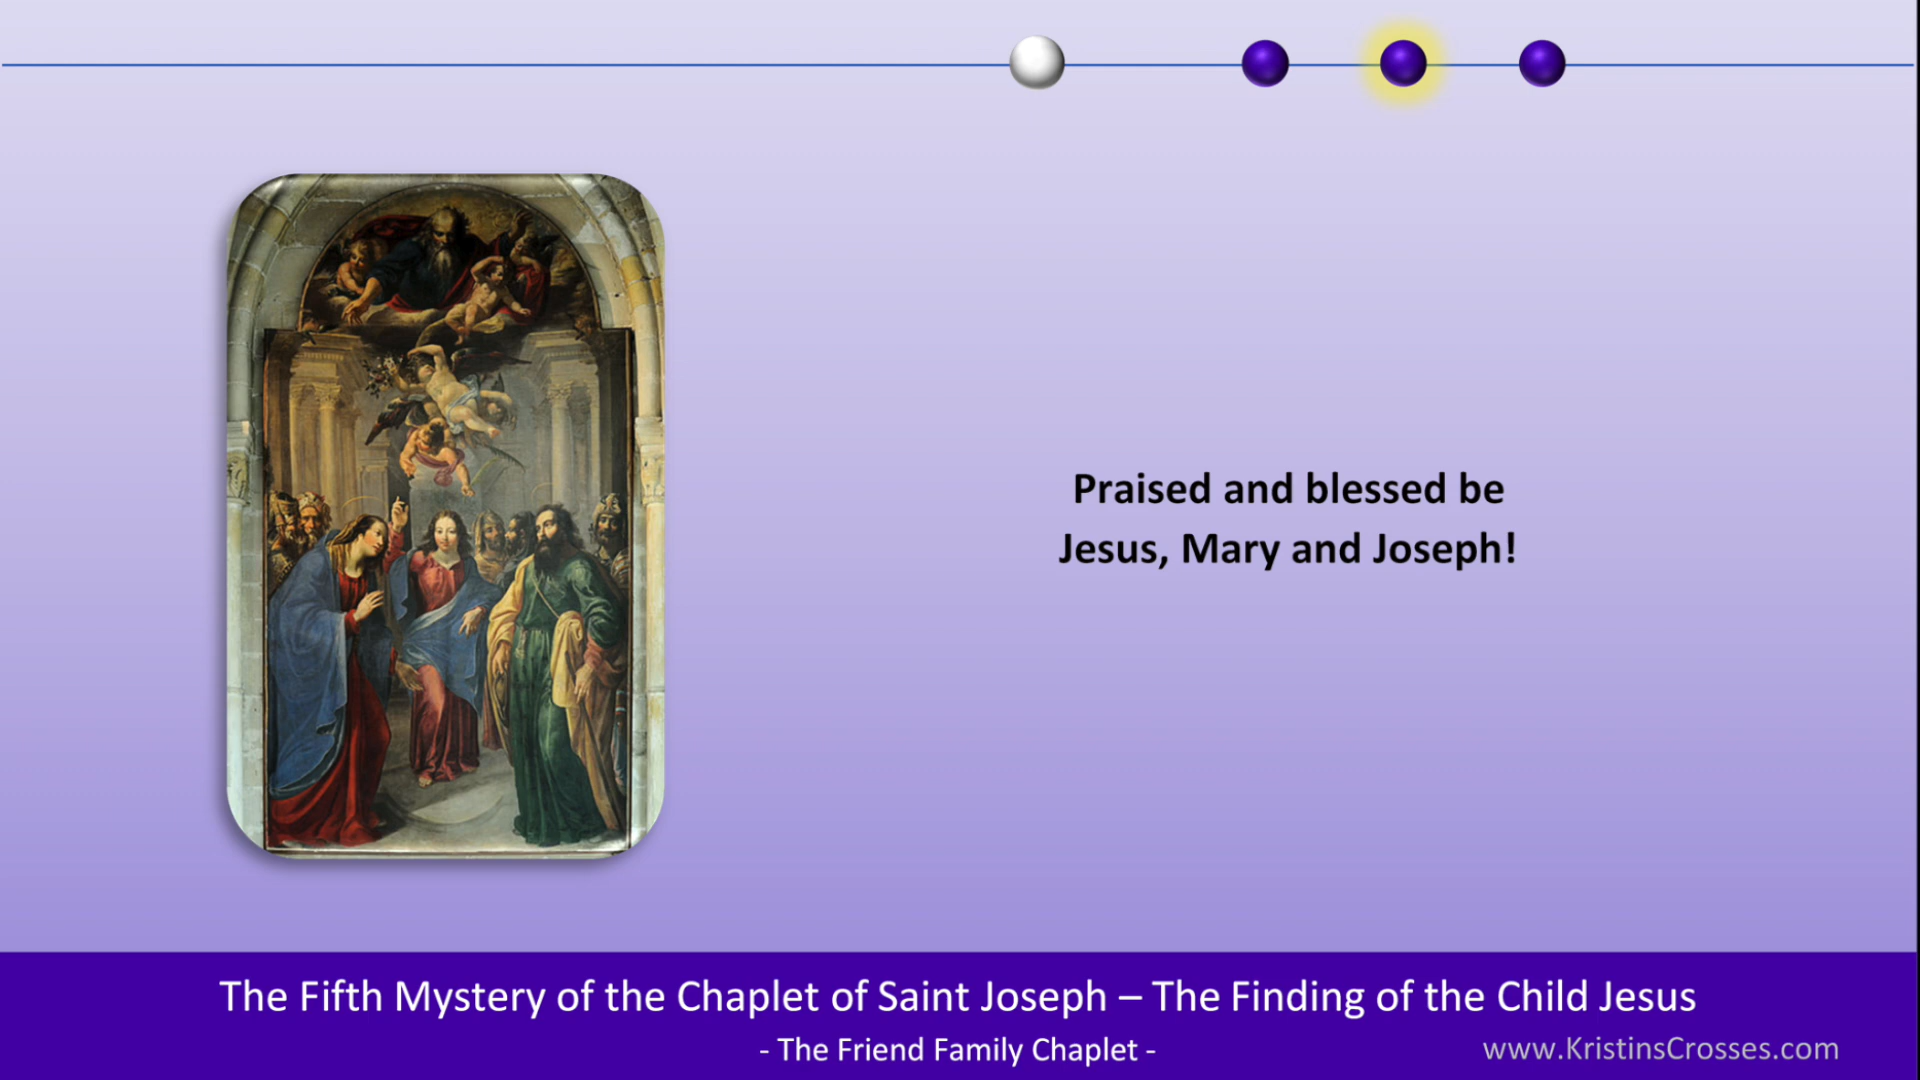 Praised and blessed be
Jesus, Mary and Joseph!
The Fifth Mystery of the Chaplet of Saint Joseph – The Finding of the Child Jesus
- The Friend Family Chaplet -
www.KristinsCrosses.com